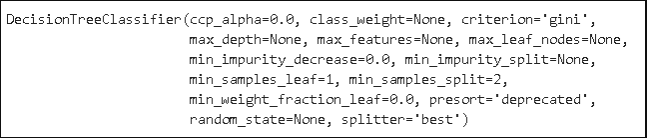 DecisionTreeClassifier(ccp_alpha=0.0, class_weight=None, criterion='gini',
max_depth=None, max_features=None, max_leaf_nodes=None,
min_impurity_decrease=0.0, min_impurity_split=None,
min_samples_leaf=1, min_samples_split=2,
min_weight_fraction_leaf=0.0, presort='deprecated',
random_state=None, splitter='best')